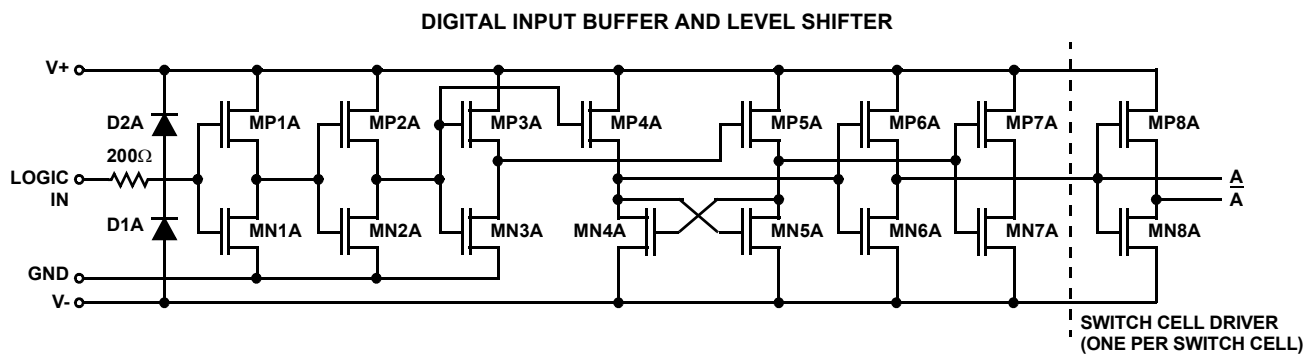 DIGITAL INPUT BUFFER AND LEVEL SHIFTER
V+
D2A
MP1A
MP2A
MP3A
MP4A
MP5A
MP6A
MP7A
MP8A
200Ω
LOGIC
IN
A
A
D1A
MN1A
MN2A
MN3A
MN4A
MN5A
MN6A
MN7A
MN8A
GND
V-
SWITCH CELL DRIVER
(ONE PER SWITCH CELL)